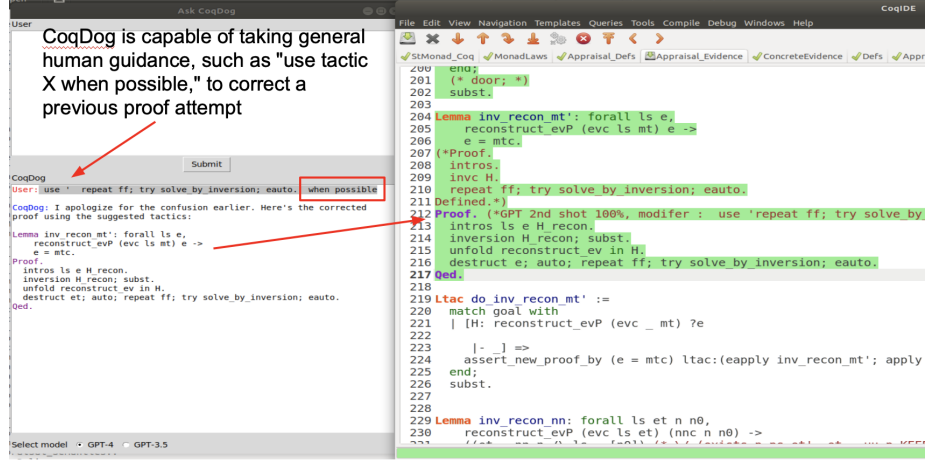 Ask CoqDog
User
CoqDog is capable of taking general
human guidance, such as "use tactic
X when possible," to correct a
previous proof attempt
Submit
CoqDog
User: use ' repeat ff; try solve_by_inversion; eauto. when possible
CoqDog: I apologize for the confusion earlier. Here's the corrected
proof using the suggested tactics:
Lemma inv_recon_mt': forall ls e,
reconstruct_evP (evc ls mt) e ->
e = mtc.
Proof.
intros ls e H_recon.
inversion H_recon; subst.
unfold reconstruct_ev in H.
destruct et; auto; repeat ff; try solve_by_inversion; eauto.
Qed.
Select model GPT-4 GPT-3.5
CoqIDE
File Edit View Navigation Templates Queries Tools Compile Debug Windows Help
StMonad_Coq MonadLaws Appraisal_Defs Appraisal_Evidence ConcreteEvidence Defs Appr
200 end;
201 (* door; *)
202 subst.
203
204 Lemma inv_recon_mt': forall ls e,
205 reconstruct_evP (evc ls mt) e ->
206 e = mtc.
207 (*Proof.
208 intros.
209 invc H.
210 repeat ff; try solve_by_inversion; eauto.
211 Defined.*)
212 Proof. (*GPT 2nd shot 100%, modifer : use 'repeat ff; try solve_by_
213 intros ls e H_recon.
214 inversion H_recon; subst.
215 unfold reconstruct_ev in H.
216 destruct e; auto; repeat ff; try solve_by_inversion; eauto.
217 Qed.
218
219 Ltac do_inv_recon_mt' :=
220 match goal with
221 | [H: reconstruct_evP (evc _ mt) ?e
222
223 |- _] =>
224 assert_new_proof_by (e = mtc) ltac:(eapply inv_recon_mt'; apply
225 end;
226 subst.
227
228
229 Lemma inv_recon_nn: forall ls et n n0,
230 reconstruct_evP (evc ls et) (nnc n n0) ->